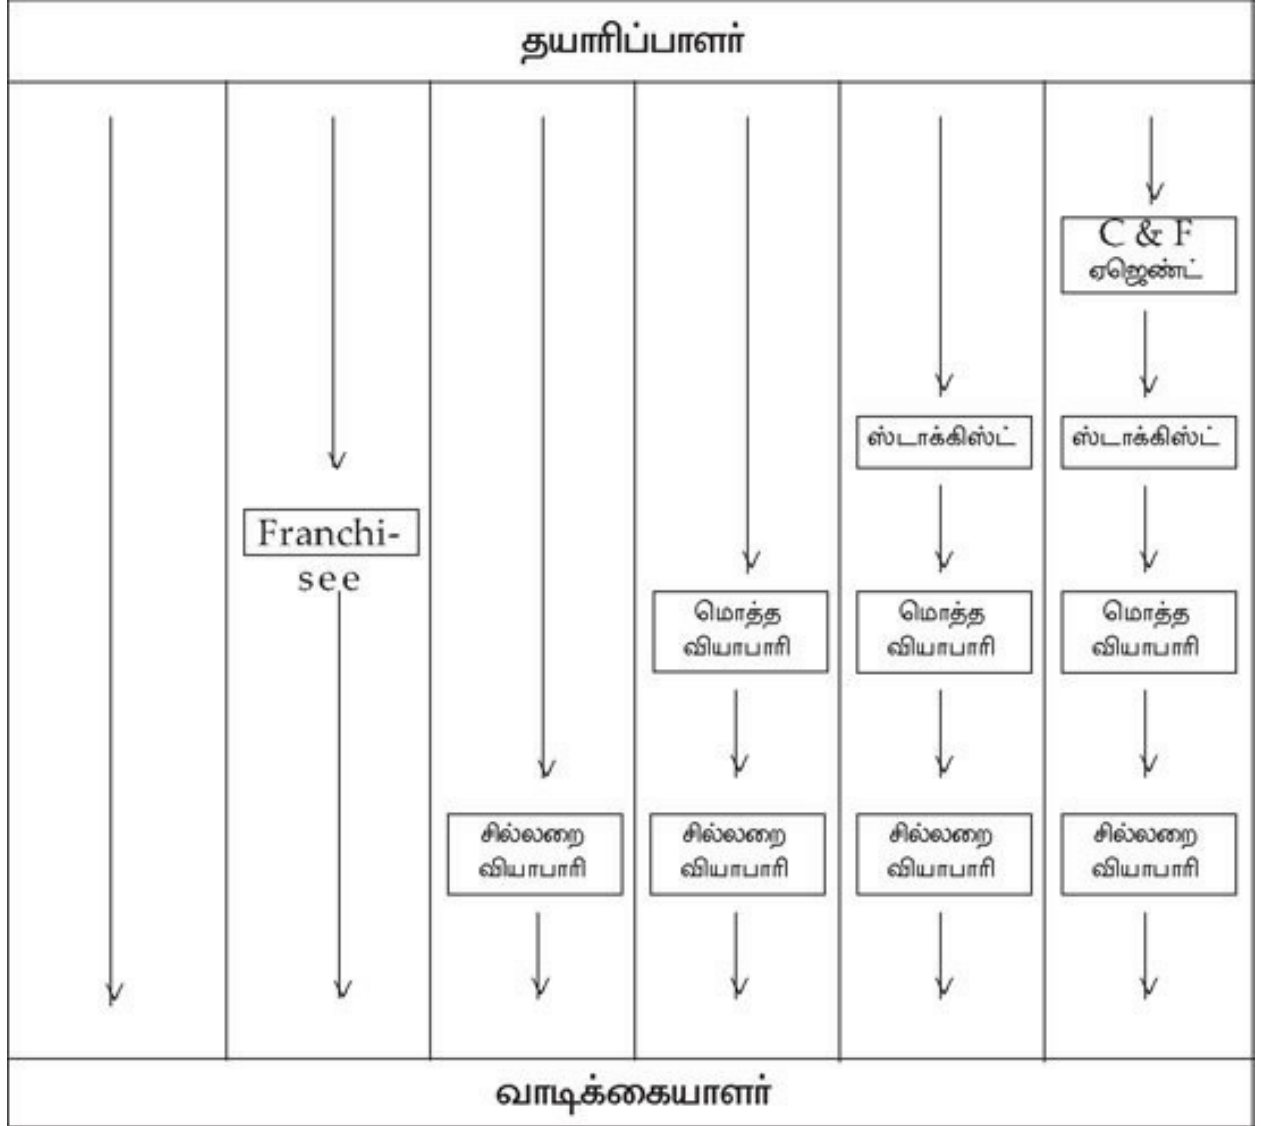 தயாரிப்பாளர்
C & F
ஏஜெண்ட்
ஸ்டாக்கிஸ்ட்
ஸ்டாக்கிஸ்ட்
Franchi-
see
மொத்த
வியாபாரி
மொத்த
வியாபாரி
மொத்த
வியாபாரி
சில்லறை
வியாபாரி
சில்லறை
வியாபாரி
சில்லறை
வியாபாரி
சில்லறை
வியாபாரி
வாடிக்கையாளர்